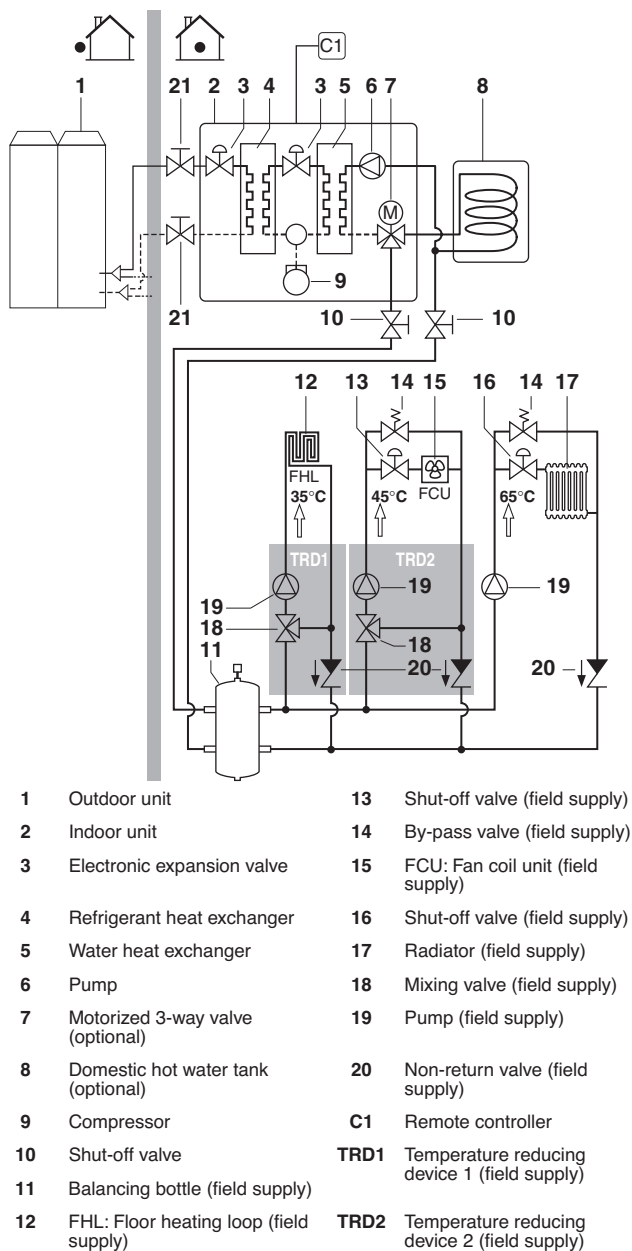 C1
1 21 2 3 4 3 5 6 7 8
M
9
21
10 10
12 13 14 15 16 14 17
FHL FCU
35°C 45°C 65°C
TRD1 TRD2
19 19 19
18
18
11 20 20
1 Outdoor unit
2 Indoor unit
3 Electronic expansion valve
4 Refrigerant heat exchanger
5 Water heat exchanger
6 Pump
7 Motorized 3-way valve
(optional)
8 Domestic hot water tank
(optional)
9 Compressor
10 Shut-off valve
11 Balancing bottle (field supply)
12 FHL: Floor heating loop (field
supply)
13 Shut-off valve (field supply)
14 By-pass valve (field supply)
15 FCU: Fan coil unit (field
supply)
16 Shut-off valve (field supply)
17 Radiator (field supply)
18 Mixing valve (field supply)
19 Pump (field supply)
20 Non-return valve (field
supply)
C1 Remote controller
TRD1 Temperature reducing
device 1 (field supply)
TRD2 Temperature reducing
device 2 (field supply)